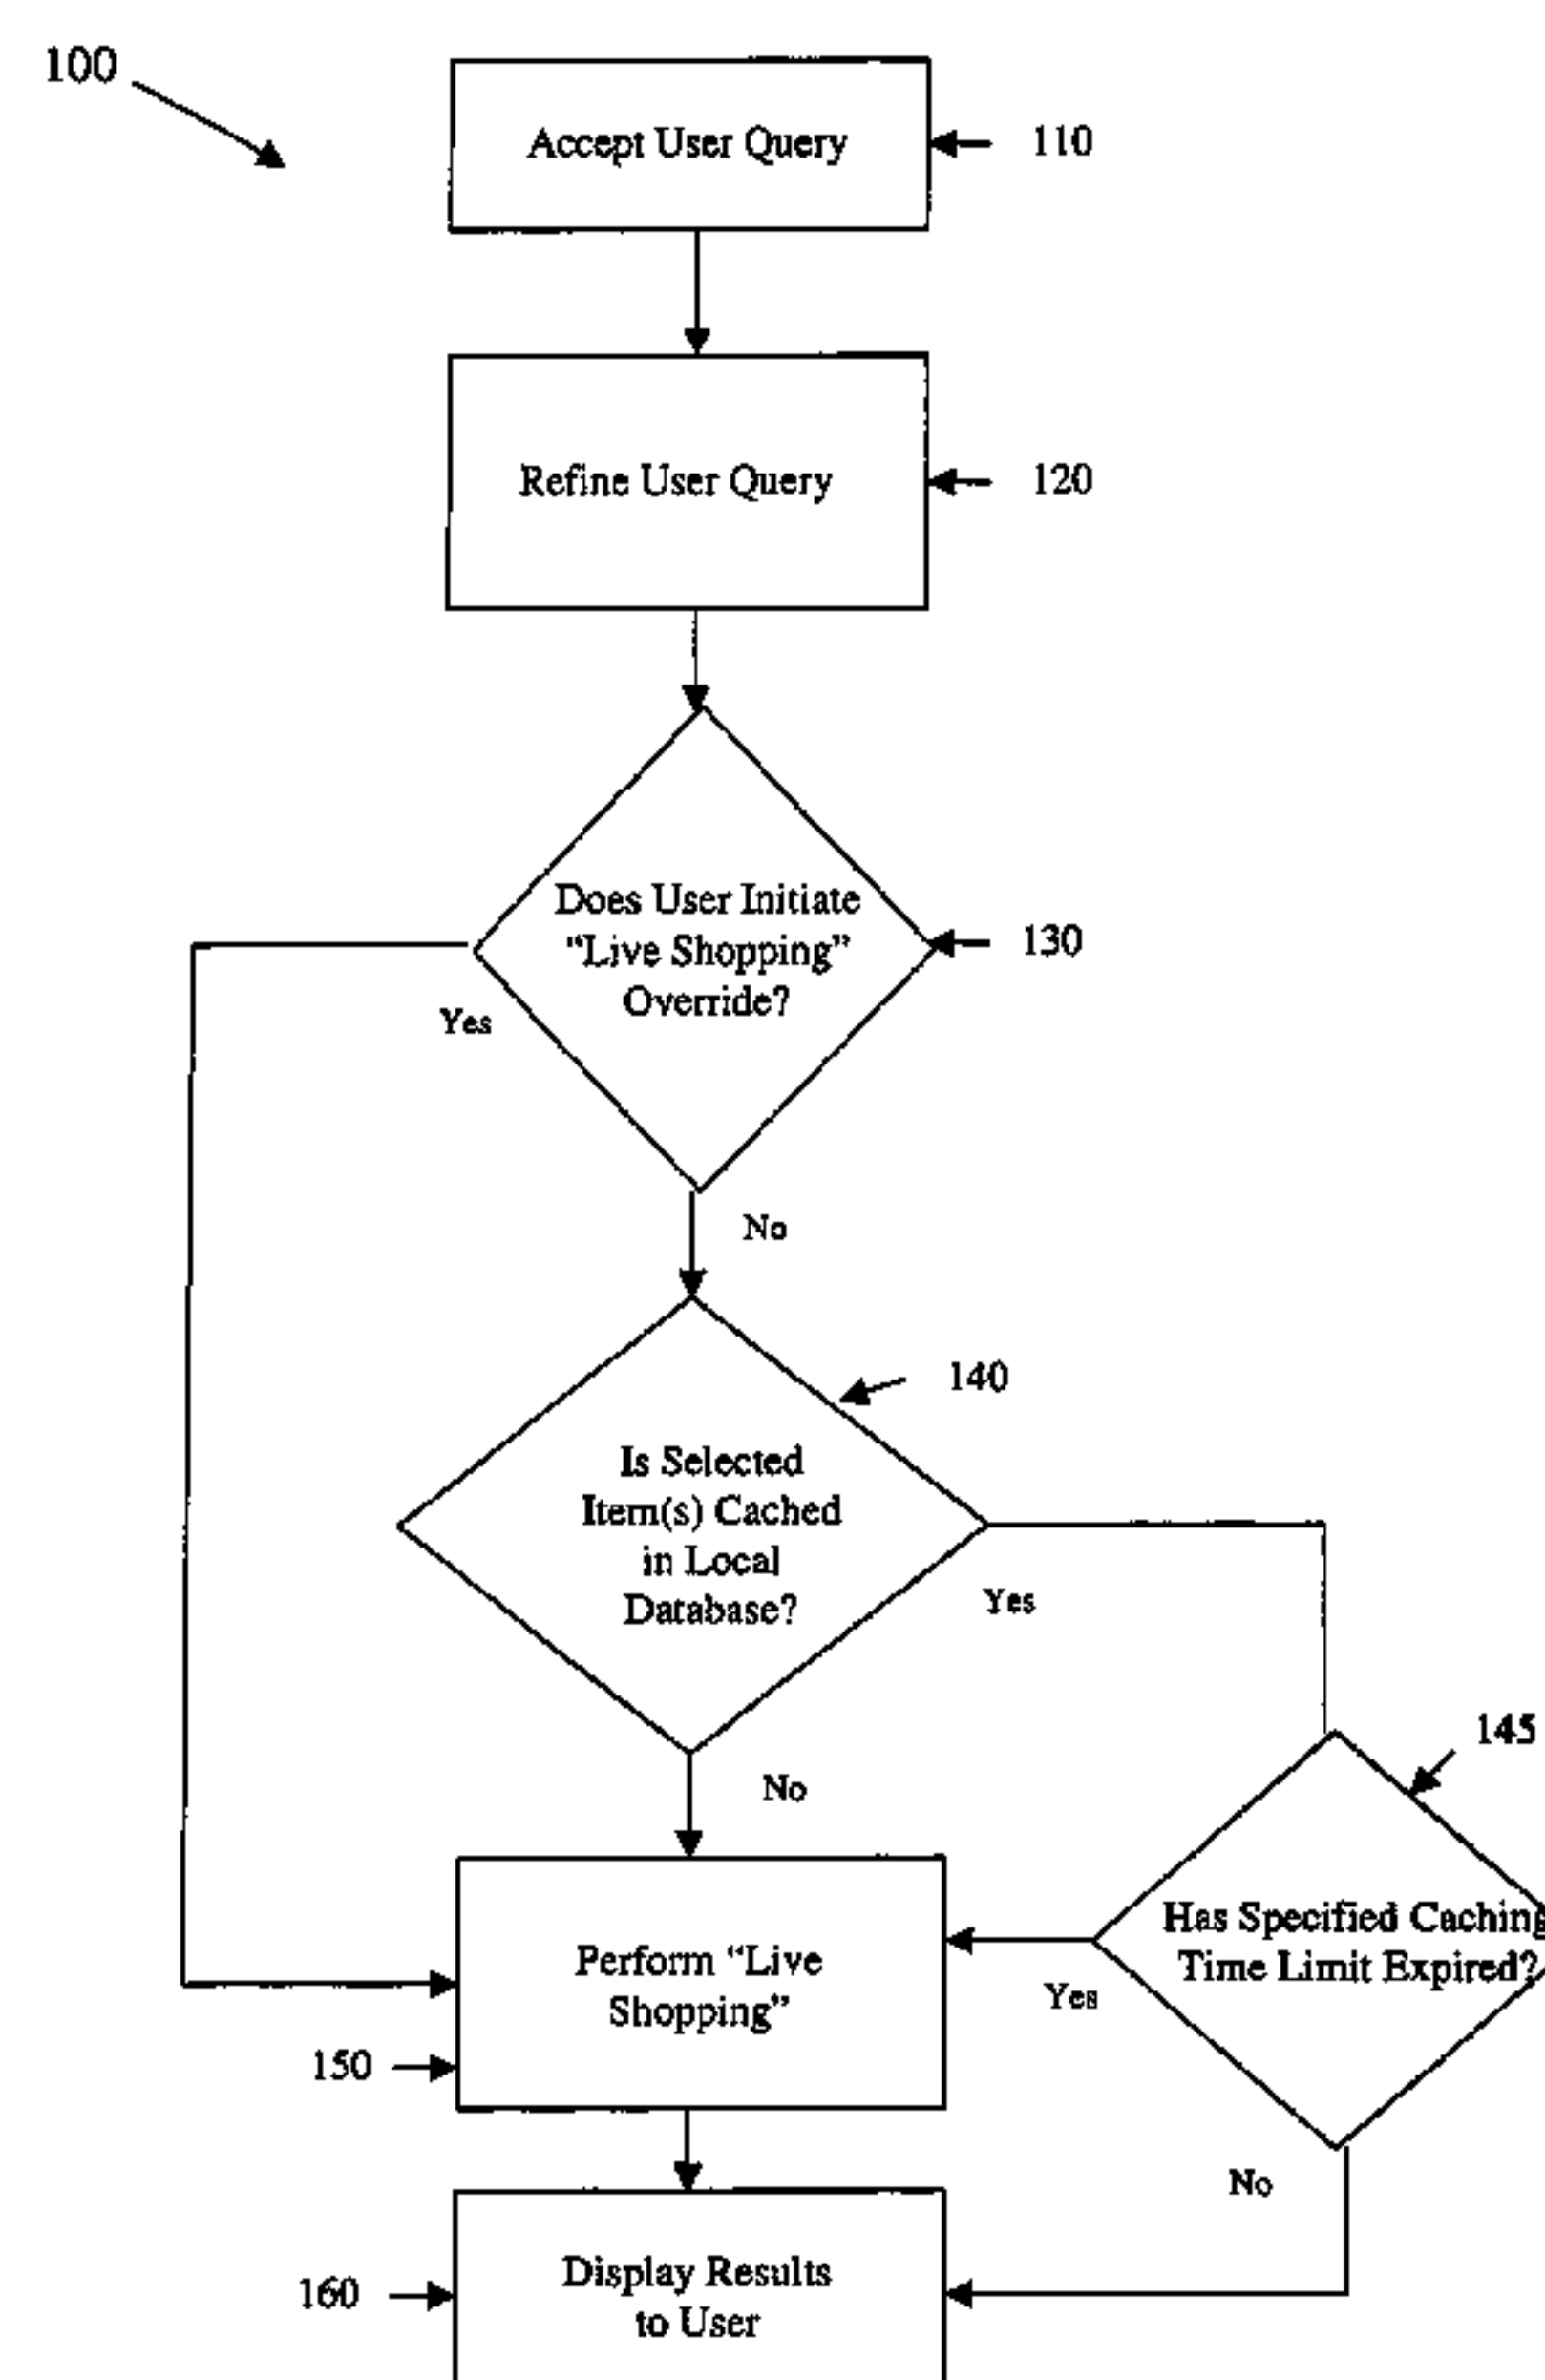 100
Accept User Query
110
Refine User Query
120
Does User Initiate
“Live Shopping”
Override?
130
Yes
No
140
Is Selected
Item(s) Cached
in Local
Database?
Yes
No
145
Has Specified Caching
Time Limit Expired?
Yes
Perform “Live
Shopping”
150
No
Display Results
to User
160